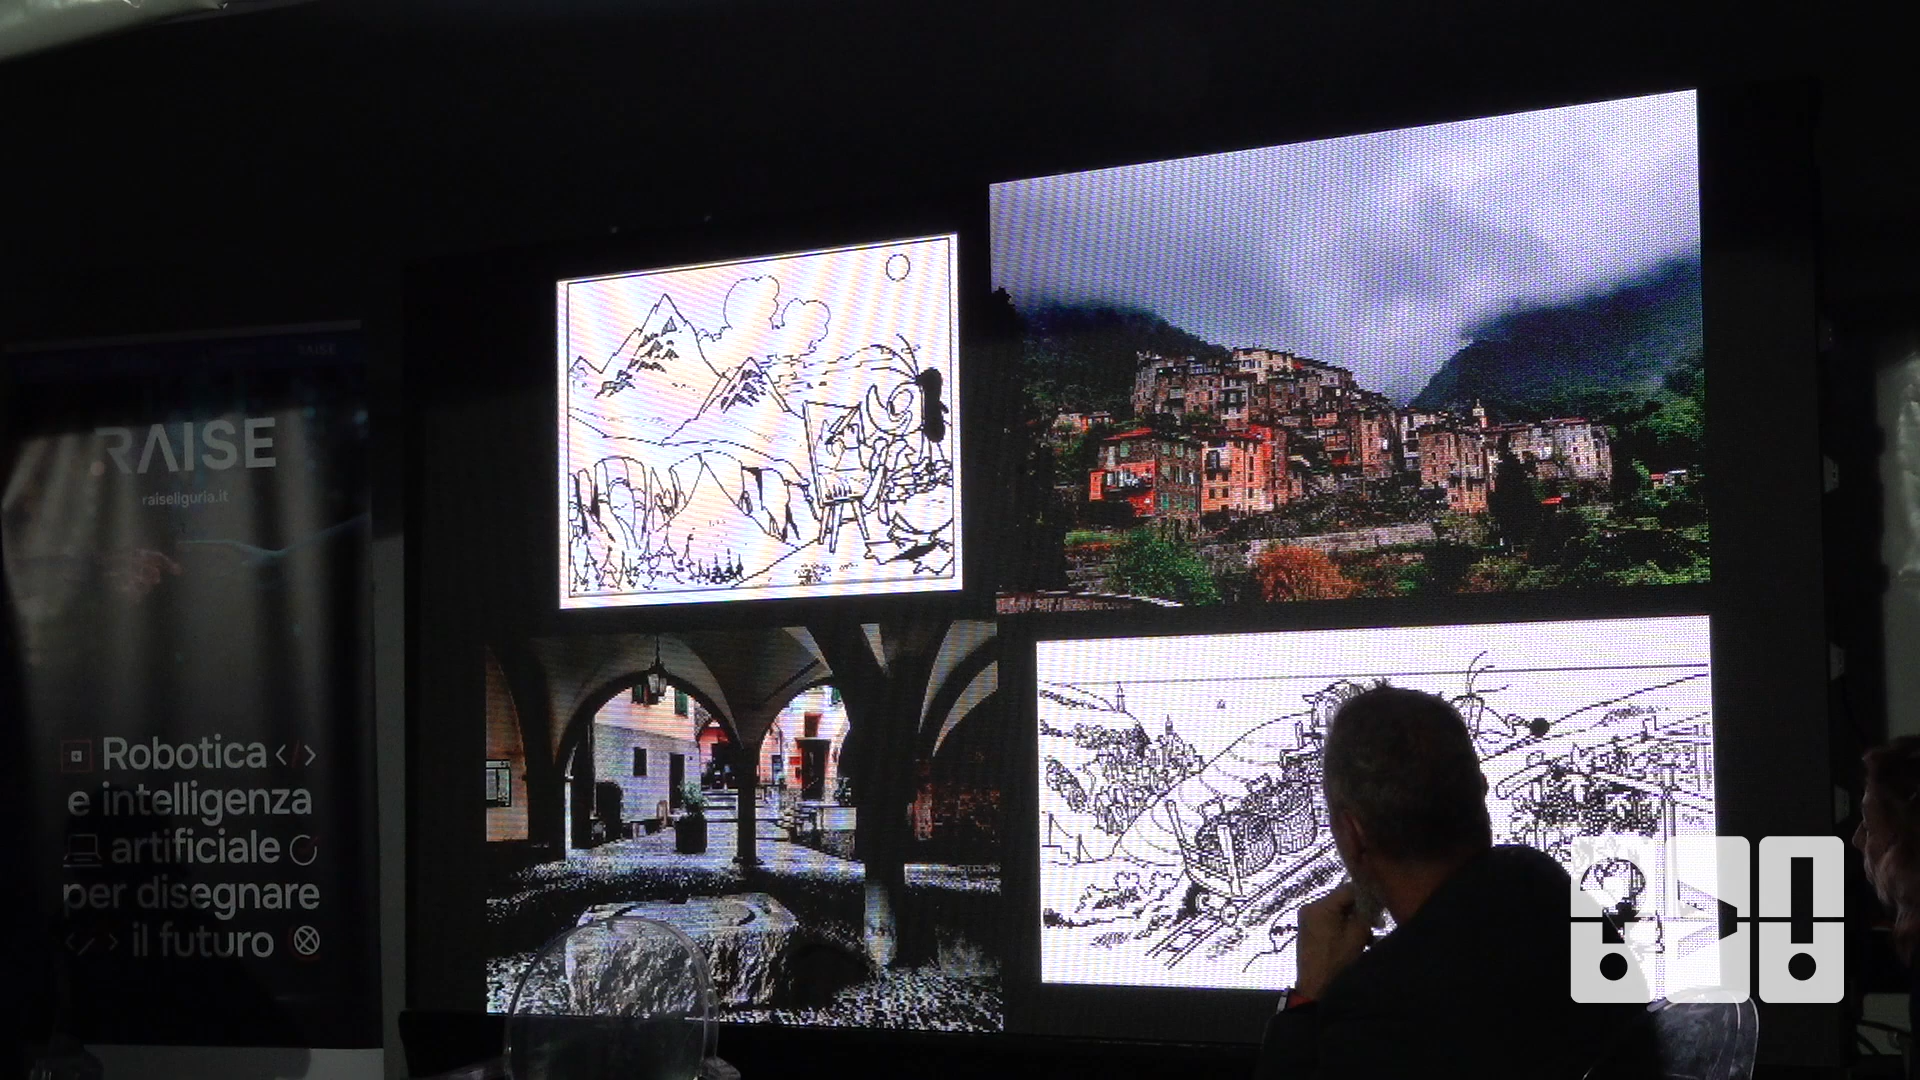 RAISE
raiseliguria.it
Robotica
e intelligenza
artificiale
per disegnare
il futuro